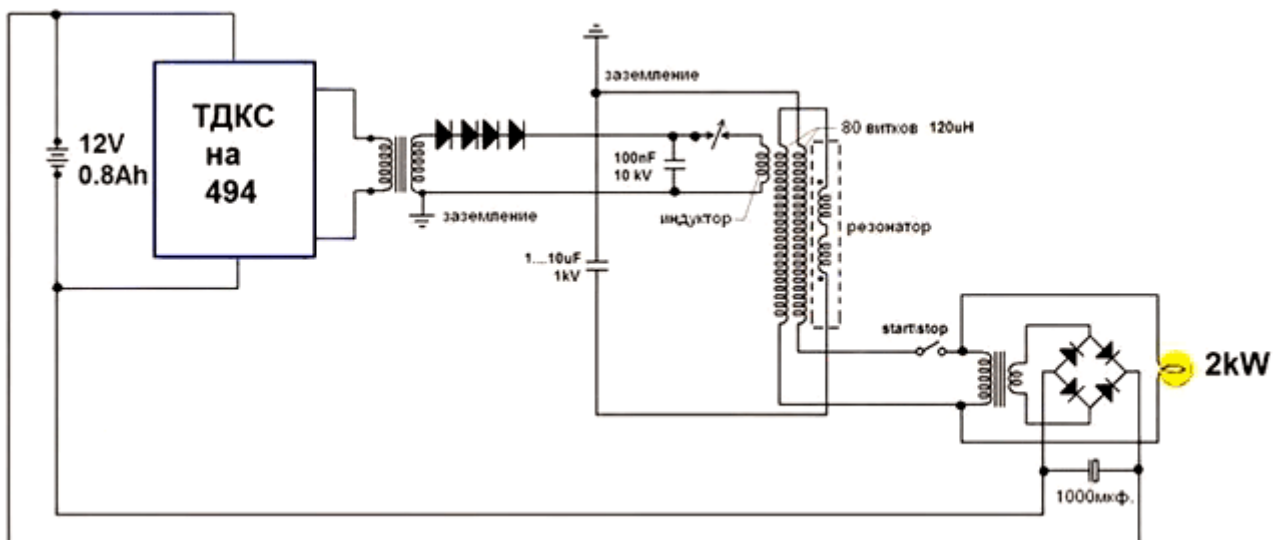 заземление
ТДКС
на
494
12V
0.8Ah
80 витков 120uH
100nF
10 kV
заземление
индуктор
резонатор
1....10uF
1kV
start\stop
2kW
1000мкф.